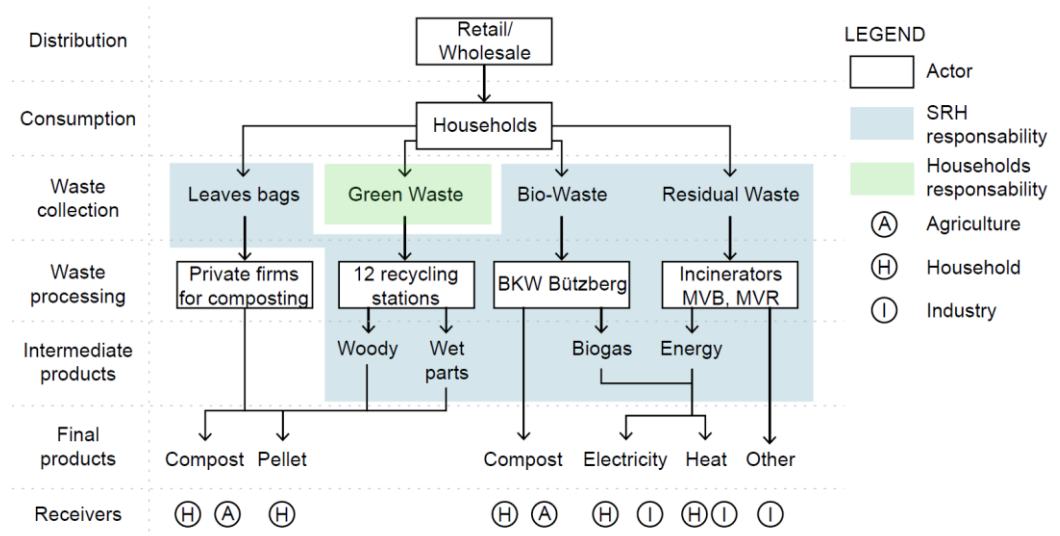 Distribution
Retail/
Wholesale
Consumption
Households
Waste
collection
Leaves bags
Green Waste
Bio-Waste
Residual Waste
Waste
processing
Private firms
for composting
12 recycling
stations
BKW Bützberg
Incinerators
MVB, MVR
Intermediate
products
Woody
Wet
parts
Biogas
Energy
Final
products
Compost
Pellet
Compost
Electricity
Heat
Other
Receivers
H
A
H
H
A
H
I
H
I
I
LEGEND
Actor
SRH
responsability
Households
responsability
A
Agriculture
H
Household
I
Industry